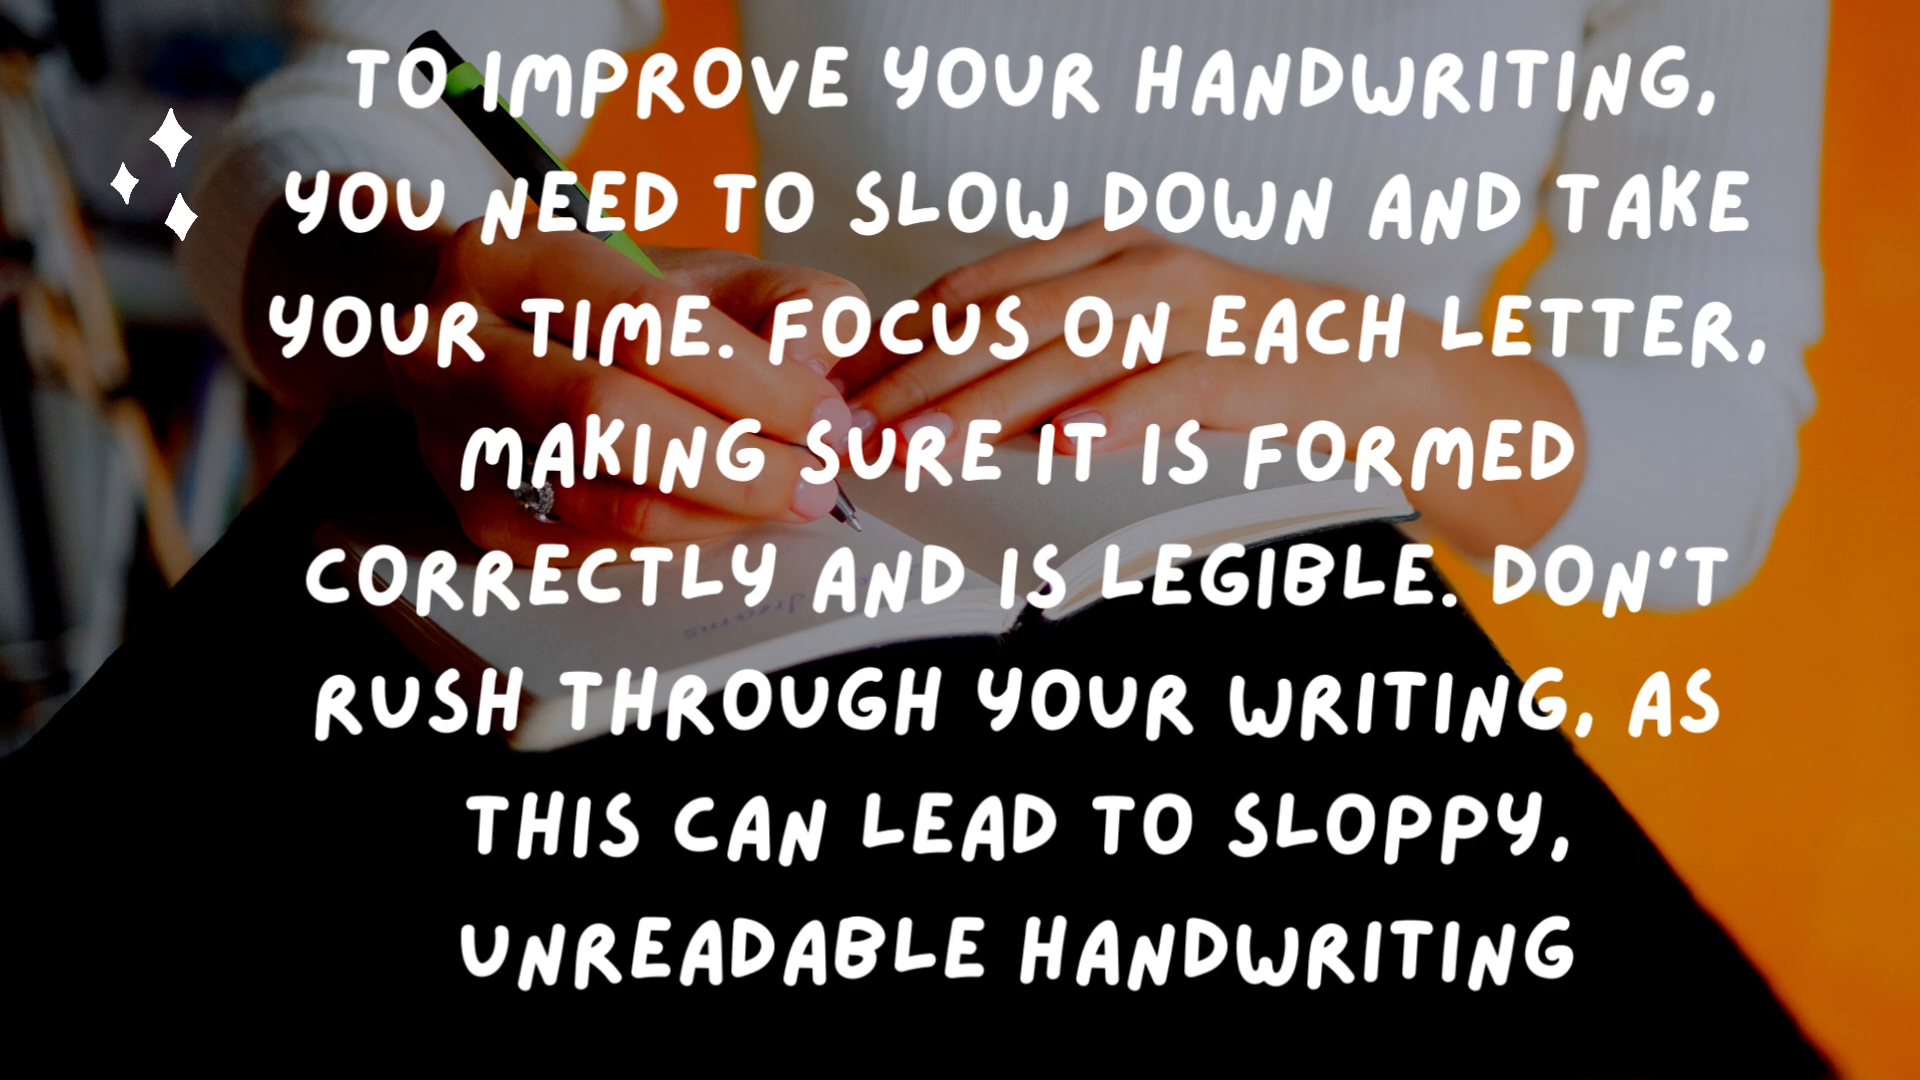 TO IMPROVE YOUR HANDWRITING,
YOU NEED TO SLOW DOWN AND TAKE
YOUR TIME. FOCUS ON EACH LETTER,
MAKING SURE IT IS FORMED
CORRECTLY AND IS LEGIBLE. DON'T
RUSH THROUGH YOUR WRITING, AS
THIS CAN LEAD TO SLOPPY,
UNREADABLE HANDWRITING